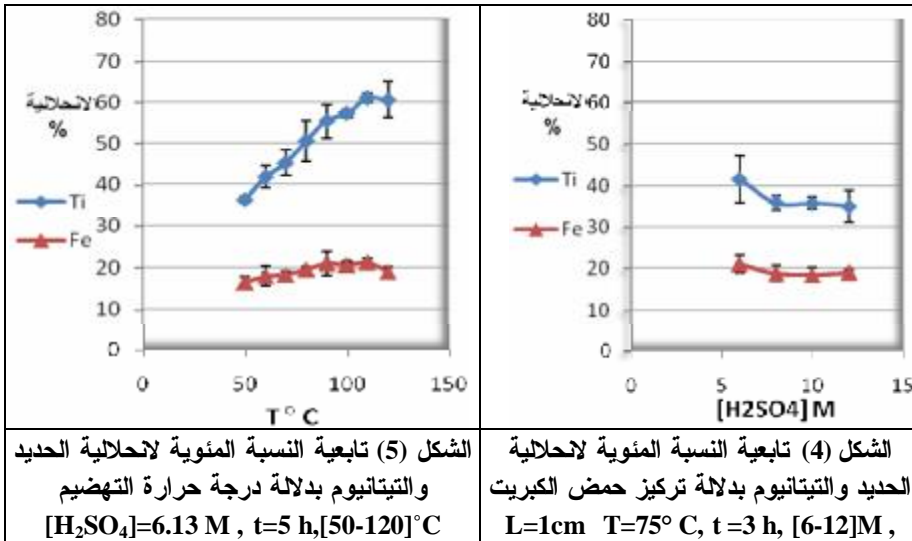 80
70
60
50
40
30
20
10
0
لانحلالية
%
Ti
Fe
0
50
100
150
T° C
80
70
60
50
40
30
20
10
0
لانحلالية
%
Ti
Fe
0
5
10
15
[H2SO4] M
الشكل (4) تابعية النسبة المئوية لانحلالية
الحديد والتيتانيوم بدلالة تركيز حمض الكبريت
L=1cm T=75° C, t =3 h, [6-12]M ,
الشكل (5) تابعية النسبة المئوية لانحلالية الحديد
والتيتانيوم بدلالة درجة حرارة التهضيم
[H₂SO₄]=6.13 M , t=5 h,[50-120]˚C